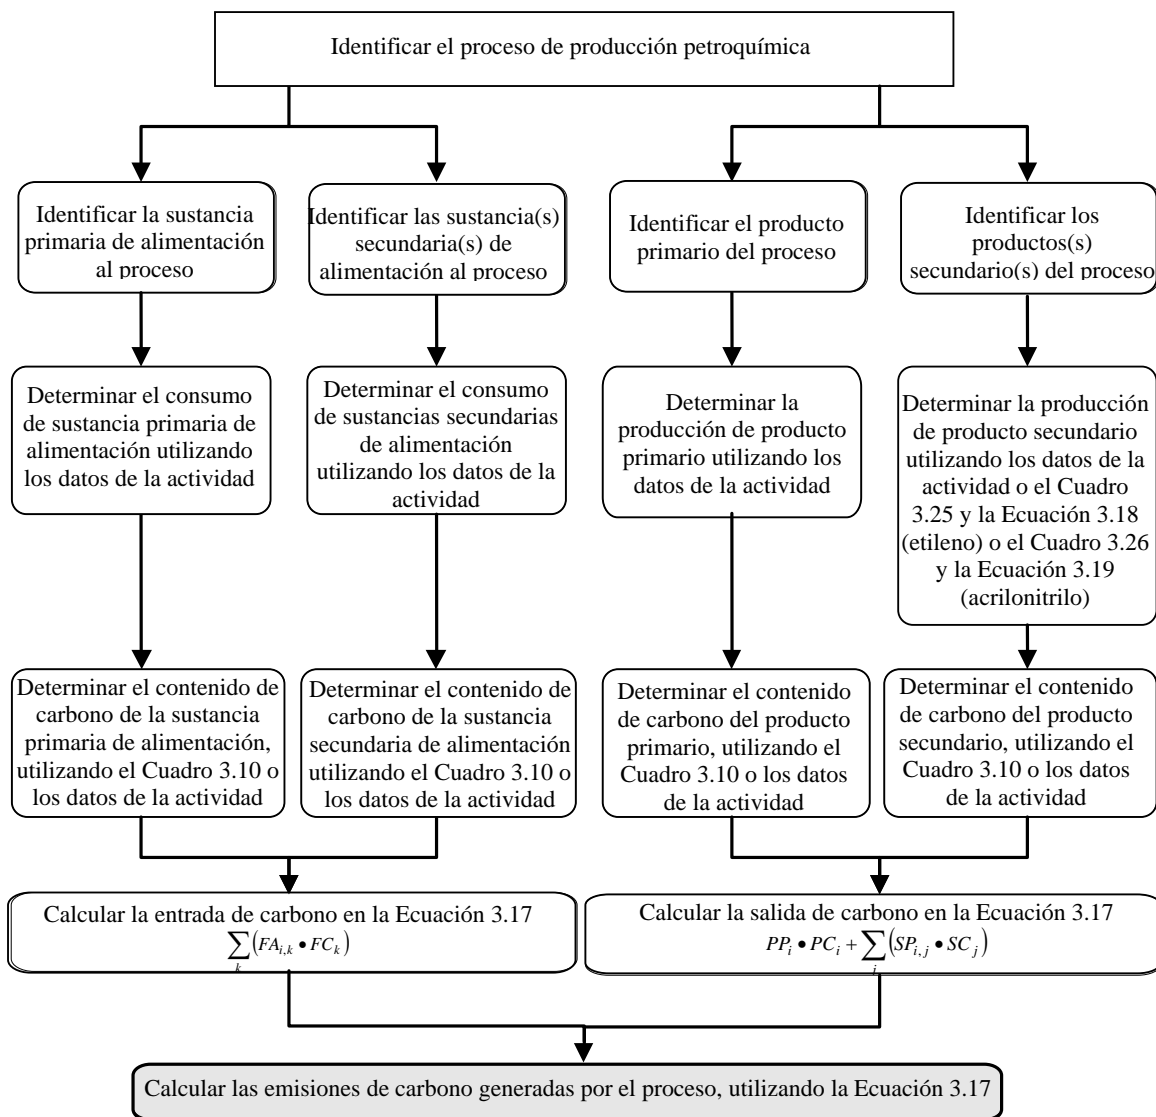 Identificar el proceso de producción petroquímica
Identificar la sustancia
primaria de alimentación
al proceso
Identificar las sustancia(s)
secundaria(s) de
alimentación al proceso
Identificar el producto
primario del proceso
Identificar los
productos(s)
secundario(s) del proceso
Determinar el consumo
de sustancia primaria de
alimentación utilizando
los datos de la actividad
Determinar el consumo
de sustancias secundarias
de alimentación
utilizando los datos de la
actividad
Determinar la
producción de producto
primario utilizando los
datos de la actividad
Determinar la producción
de producto secundario
utilizando los datos de la
actividad o el Cuadro
3.25 y la Ecuación 3.18
(etileno) o el Cuadro 3.26
y la Ecuación 3.19
(acrilonitrilo)
Determinar el contenido de
carbono de la sustancia
primaria de alimentación,
utilizando el Cuadro 3.10 o
los datos de la actividad
Determinar el contenido de
carbono de la sustancia
secundaria de alimentación
utilizando el Cuadro 3.10 o
los datos de la actividad
Determinar el contenido
de carbono del producto
primario, utilizando el
Cuadro 3.10 o los datos
de la actividad
Determinar el contenido
de carbono del producto
secundario, utilizando el
Cuadro 3.10 o los datos
de la actividad
Calcular la entrada de carbono en la Ecuación 3.17
∑k(FAi,k • FCk)
Calcular la salida de carbono en la Ecuación 3.17
PPi • PCi + ∑j(SPi,j • SCj)
Calcular las emisiones de carbono generadas por el proceso, utilizando la Ecuación 3.17